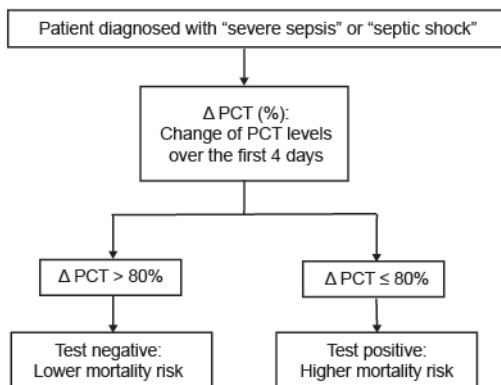 Patient diagnosed with “severe sepsis” or “septic shock”
Δ PCT (%):
Change of PCT levels
over the first 4 days
Δ PCT > 80%
Δ PCT ≤ 80%
Test negative:
Lower mortality risk
Test positive:
Higher mortality risk